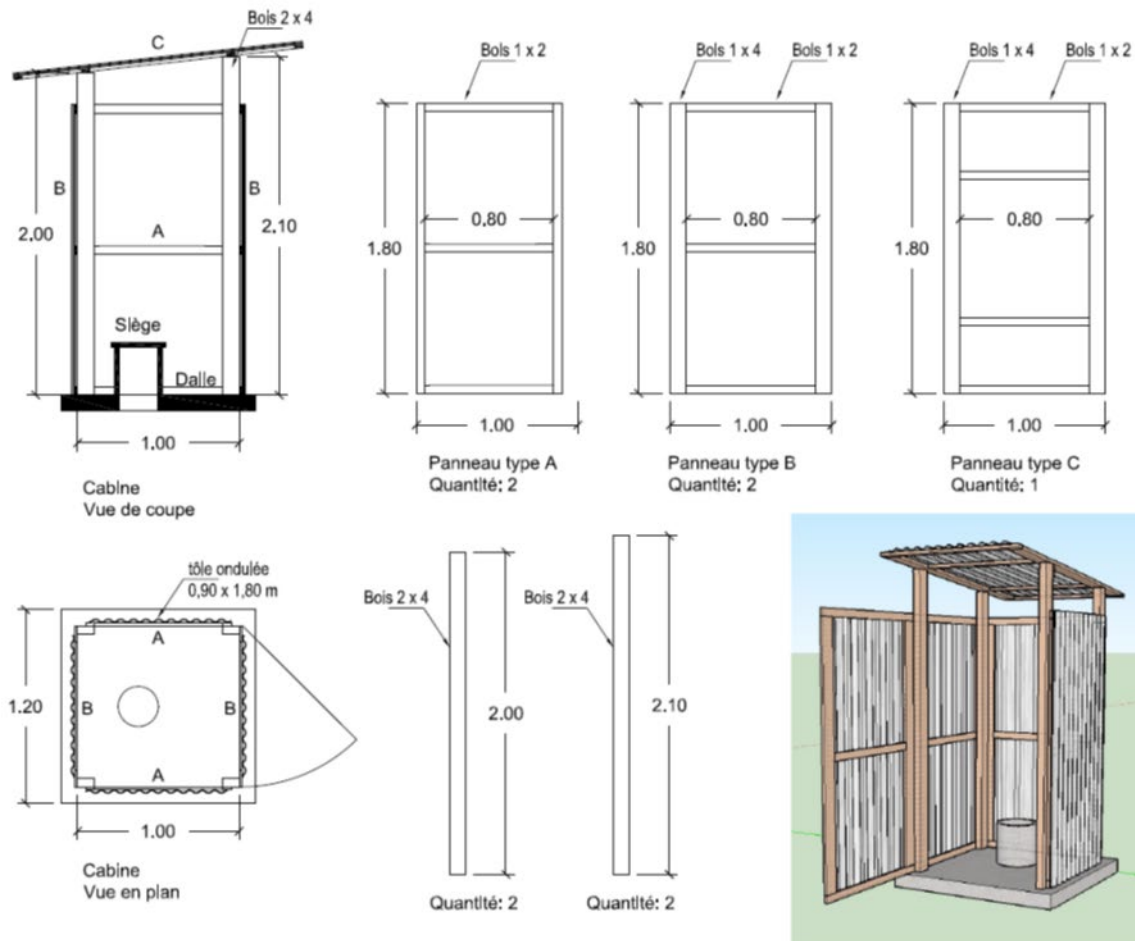 Bois 2 x 4
C
B
B
A
2.00
2.10
Siège
Dalle
1.00
Cabine
Vue de coupe
Bois 1 x 2
0.80
1.80
1.00
Panneau type A
Quantité: 2
Bois 1 x 4
Bois 1 x 2
0.80
1.80
1.00
Panneau type B
Quantité: 2
Bois 1 x 4
Bois 1 x 2
0.80
1.80
1.00
Panneau type C
Quantité: 1
tôle ondulée
0,90 x 1,80 m
A
1.20
B
B
A
1.00
Cabine
Vue en plan
Bois 2 x 4
2.00
Quantité: 2
Bois 2 x 4
2.10
Quantité: 2